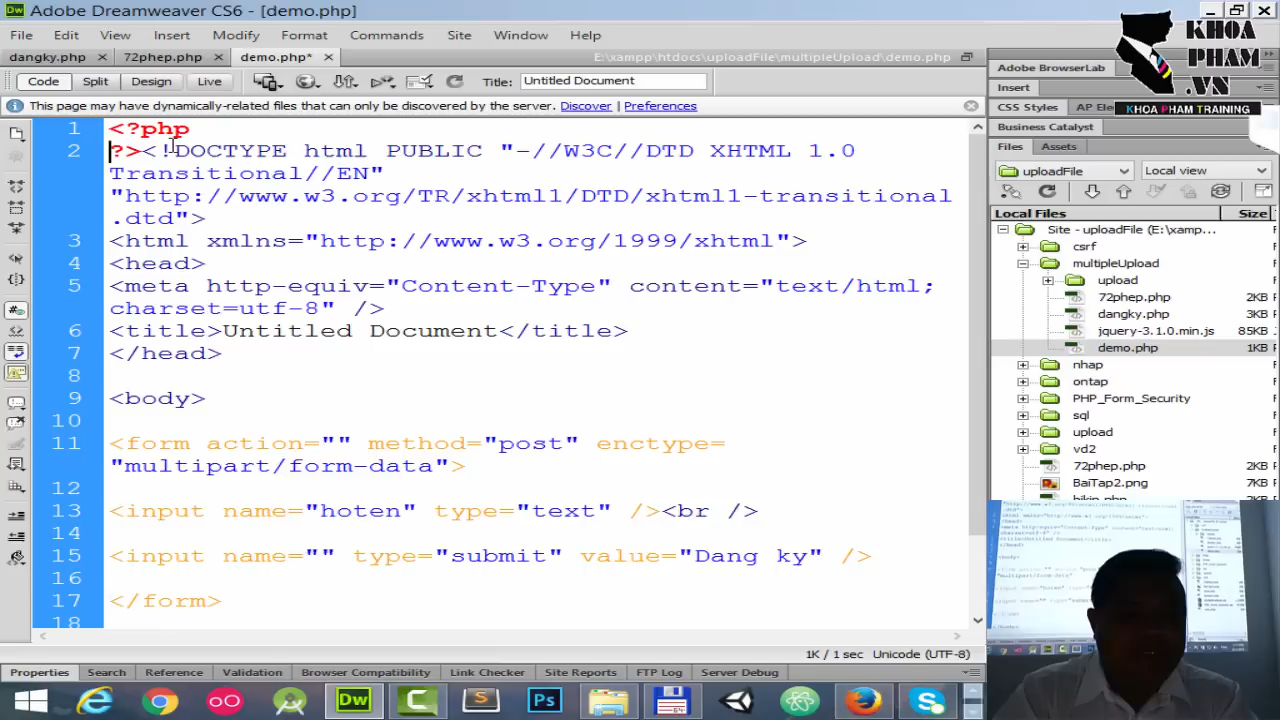 Dw Adobe Dreamweaver CS6 - [demo.php]
File Edit View Insert Modify Format Commands Site Window Help
dangky.php × 72phep.php × demo.php* × E:\xampp\htdocs\uploadFile\multipleUpload\demo.php
Code Split Design Live Title: Untitled Document
This page may have dynamically-related files that can only be discovered by the server. Discover | Preferences
1 <?php
2 ?><!DOCTYPE html PUBLIC "-//W3C//DTD XHTML 1.0
Transitional//EN"
"http://www.w3.org/TR/xhtml1/DTD/xhtml1-transitional
.dtd">
3 <html xmlns="http://www.w3.org/1999/xhtml">
4 <head>
5 <meta http-equiv="Content-Type" content="text/html;
charset=utf-8" />
6 <title>Untitled Document</title>
7 </head>
8
9 <body>
10
11 <form action="" method="post" enctype=
"multipart/form-data">
12
13 <input name="hoten" type="text" /><br />
14
15 <input name="" type="submit" value="Dang ky" />
16
17 </form>
18
1K / 1 sec Unicode (UTF-8)
Properties Search Reference Validation Browser Compatibility Link Checker Site Reports FTP Log Server Debug
KHOA
PHAM
.VN
KHOA PHAM TRAINING
Adobe BrowserLab
Insert
CSS Styles AP Ele
Business Catalyst
Files Assets
uploadFile Local view
Local Files Size
Site - uploadFile (E:\xamp...
csrf
multipleUpload
upload
72phep.php 2KB
dangky.php 3KB
jquery-3.1.0.min.js 85KB
demo.php 1KB
nhap
ontap
PHP_Form_Security
sql
upload
vd2
72phep.php 2KB
BaiTap2.png 7KB
Dw Ps